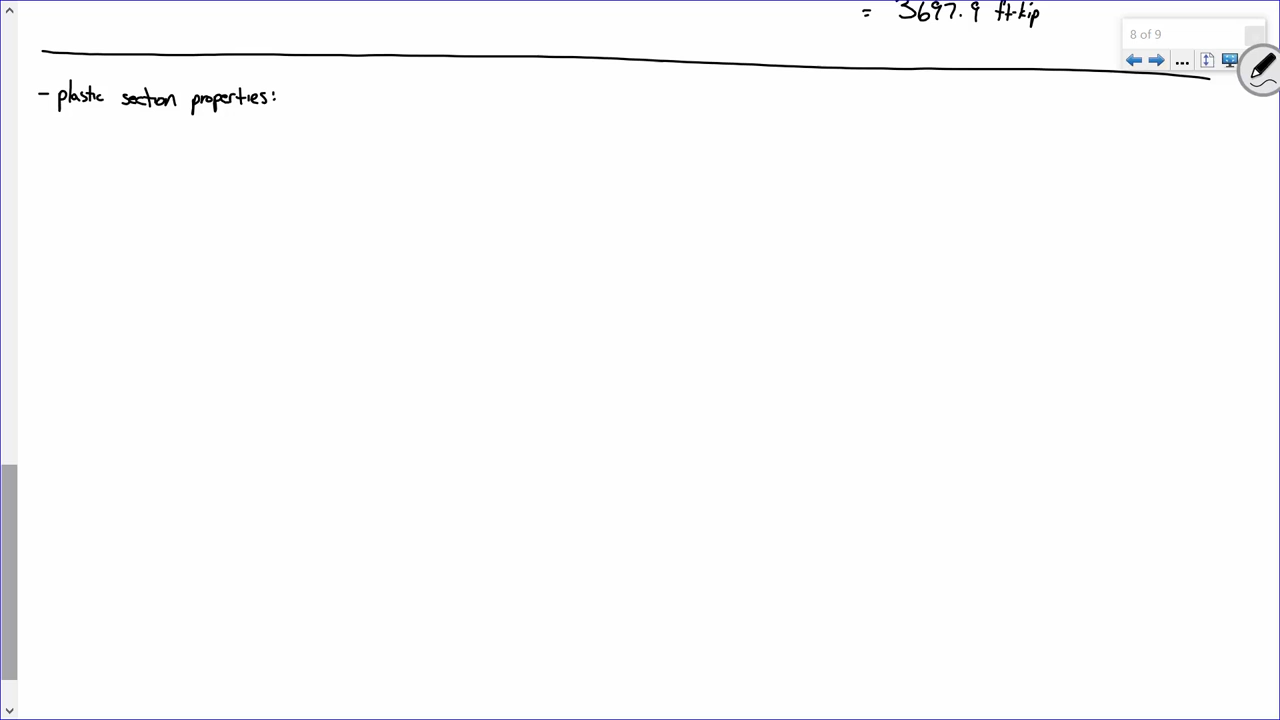 = 3697.9 ft-kip
8 of 9
...
- plastic section properties: